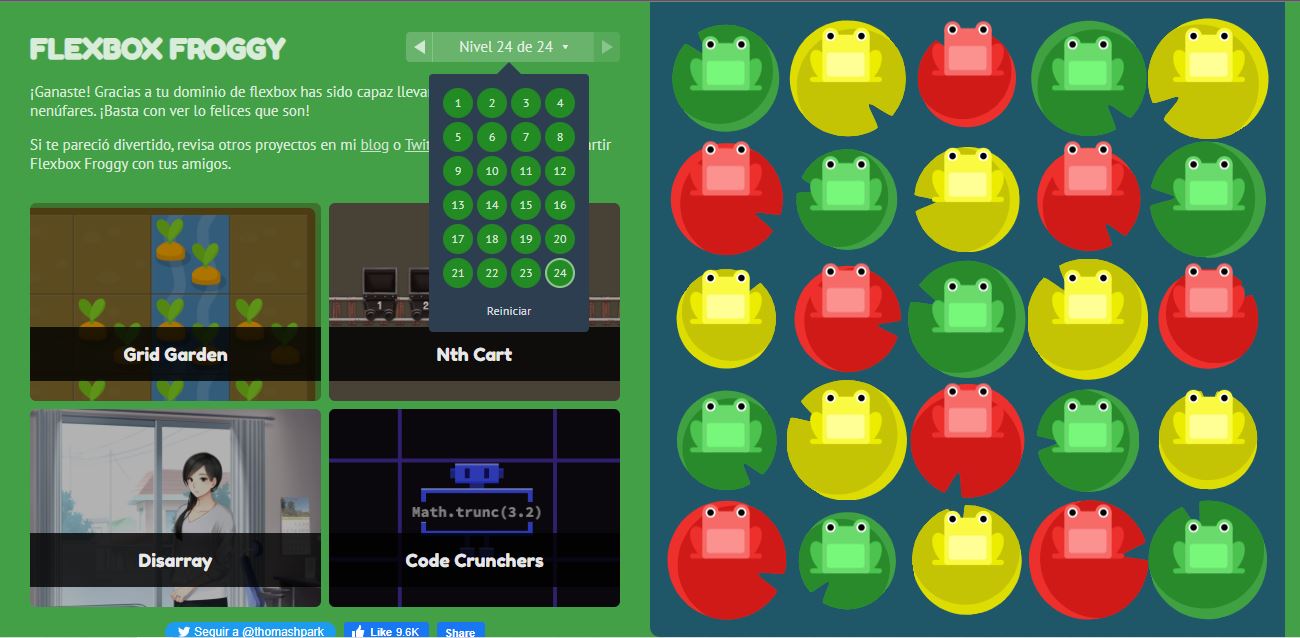 FLEXBOX FROGGY
Nivel 24 de 24
¡Ganaste! Gracias a tu dominio de flexbox has sido capaz
nenúfares. ¡Basta con ver lo felices que son!
Si te pareció divertido, revisa otros proyectos en mi blog o
Flexbox Froggy con tus amigos.
1 2 3 4
5 6 7 8
9 10 11 12
13 14 15 16
17 18 19 20
21 22 23 24
Reiniciar
1 2
Grid Garden
Nth Cart
Math.trunc(3.2)
Disarray
Code Crunchers
Seguir a @thomashpark
Like 9.6K
Share